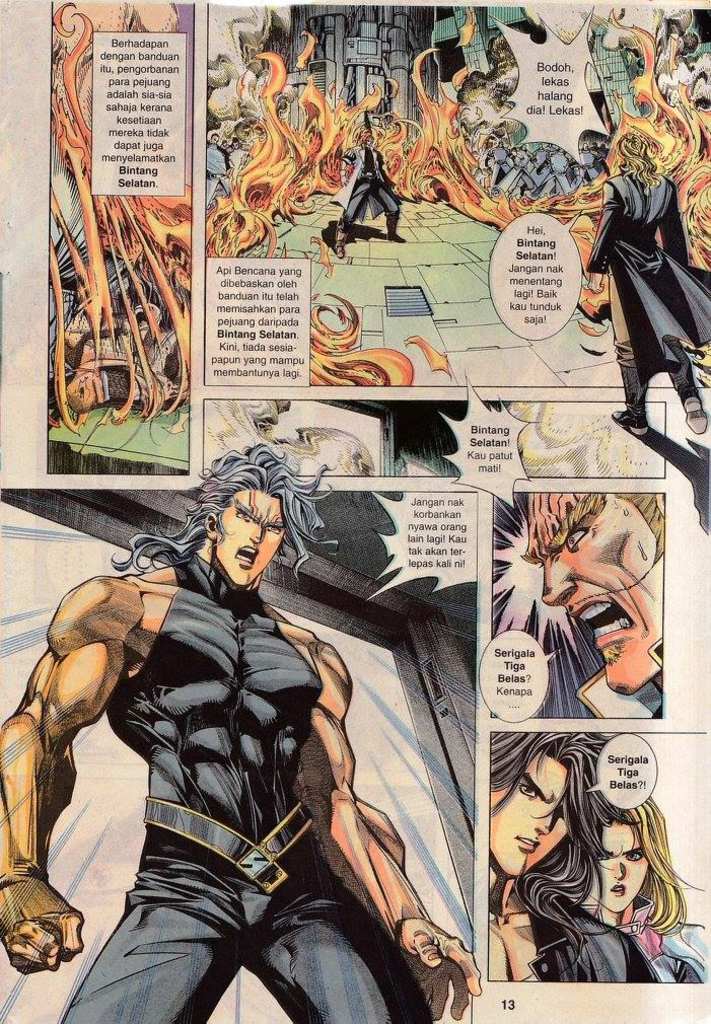 Berhadapan
dengan banduan
itu, pengorbanan
para pejuang
adalah sia-sia
sahaja kerana
kesetiaan
mereka tidak
dapat juga
menyelamatkan
Bintang
Selatan.
Bodoh,
lekas
halang
dia! Lekas!
Hei,
Bintang
Selatan!
Jangan nak
menentang
lagi! Baik
kau tunduk
saja!
Api Bencana yang
dibebaskan oleh
banduan itu telah
memisahkan para
pejuang daripada
Bintang Selatan.
Kini, tiada sesia-
papun yang mampu
membantunya lagi.
Bintang
Selatan!
Kau patut
mati!
Jangan nak
korbankan
nyawa orang
lain lagi! Kau
tak akan ter-
lepas kali ni!
Serigala
Tiga
Belas?
Kenapa
....
Serigala
Tiga
Belas?!
13